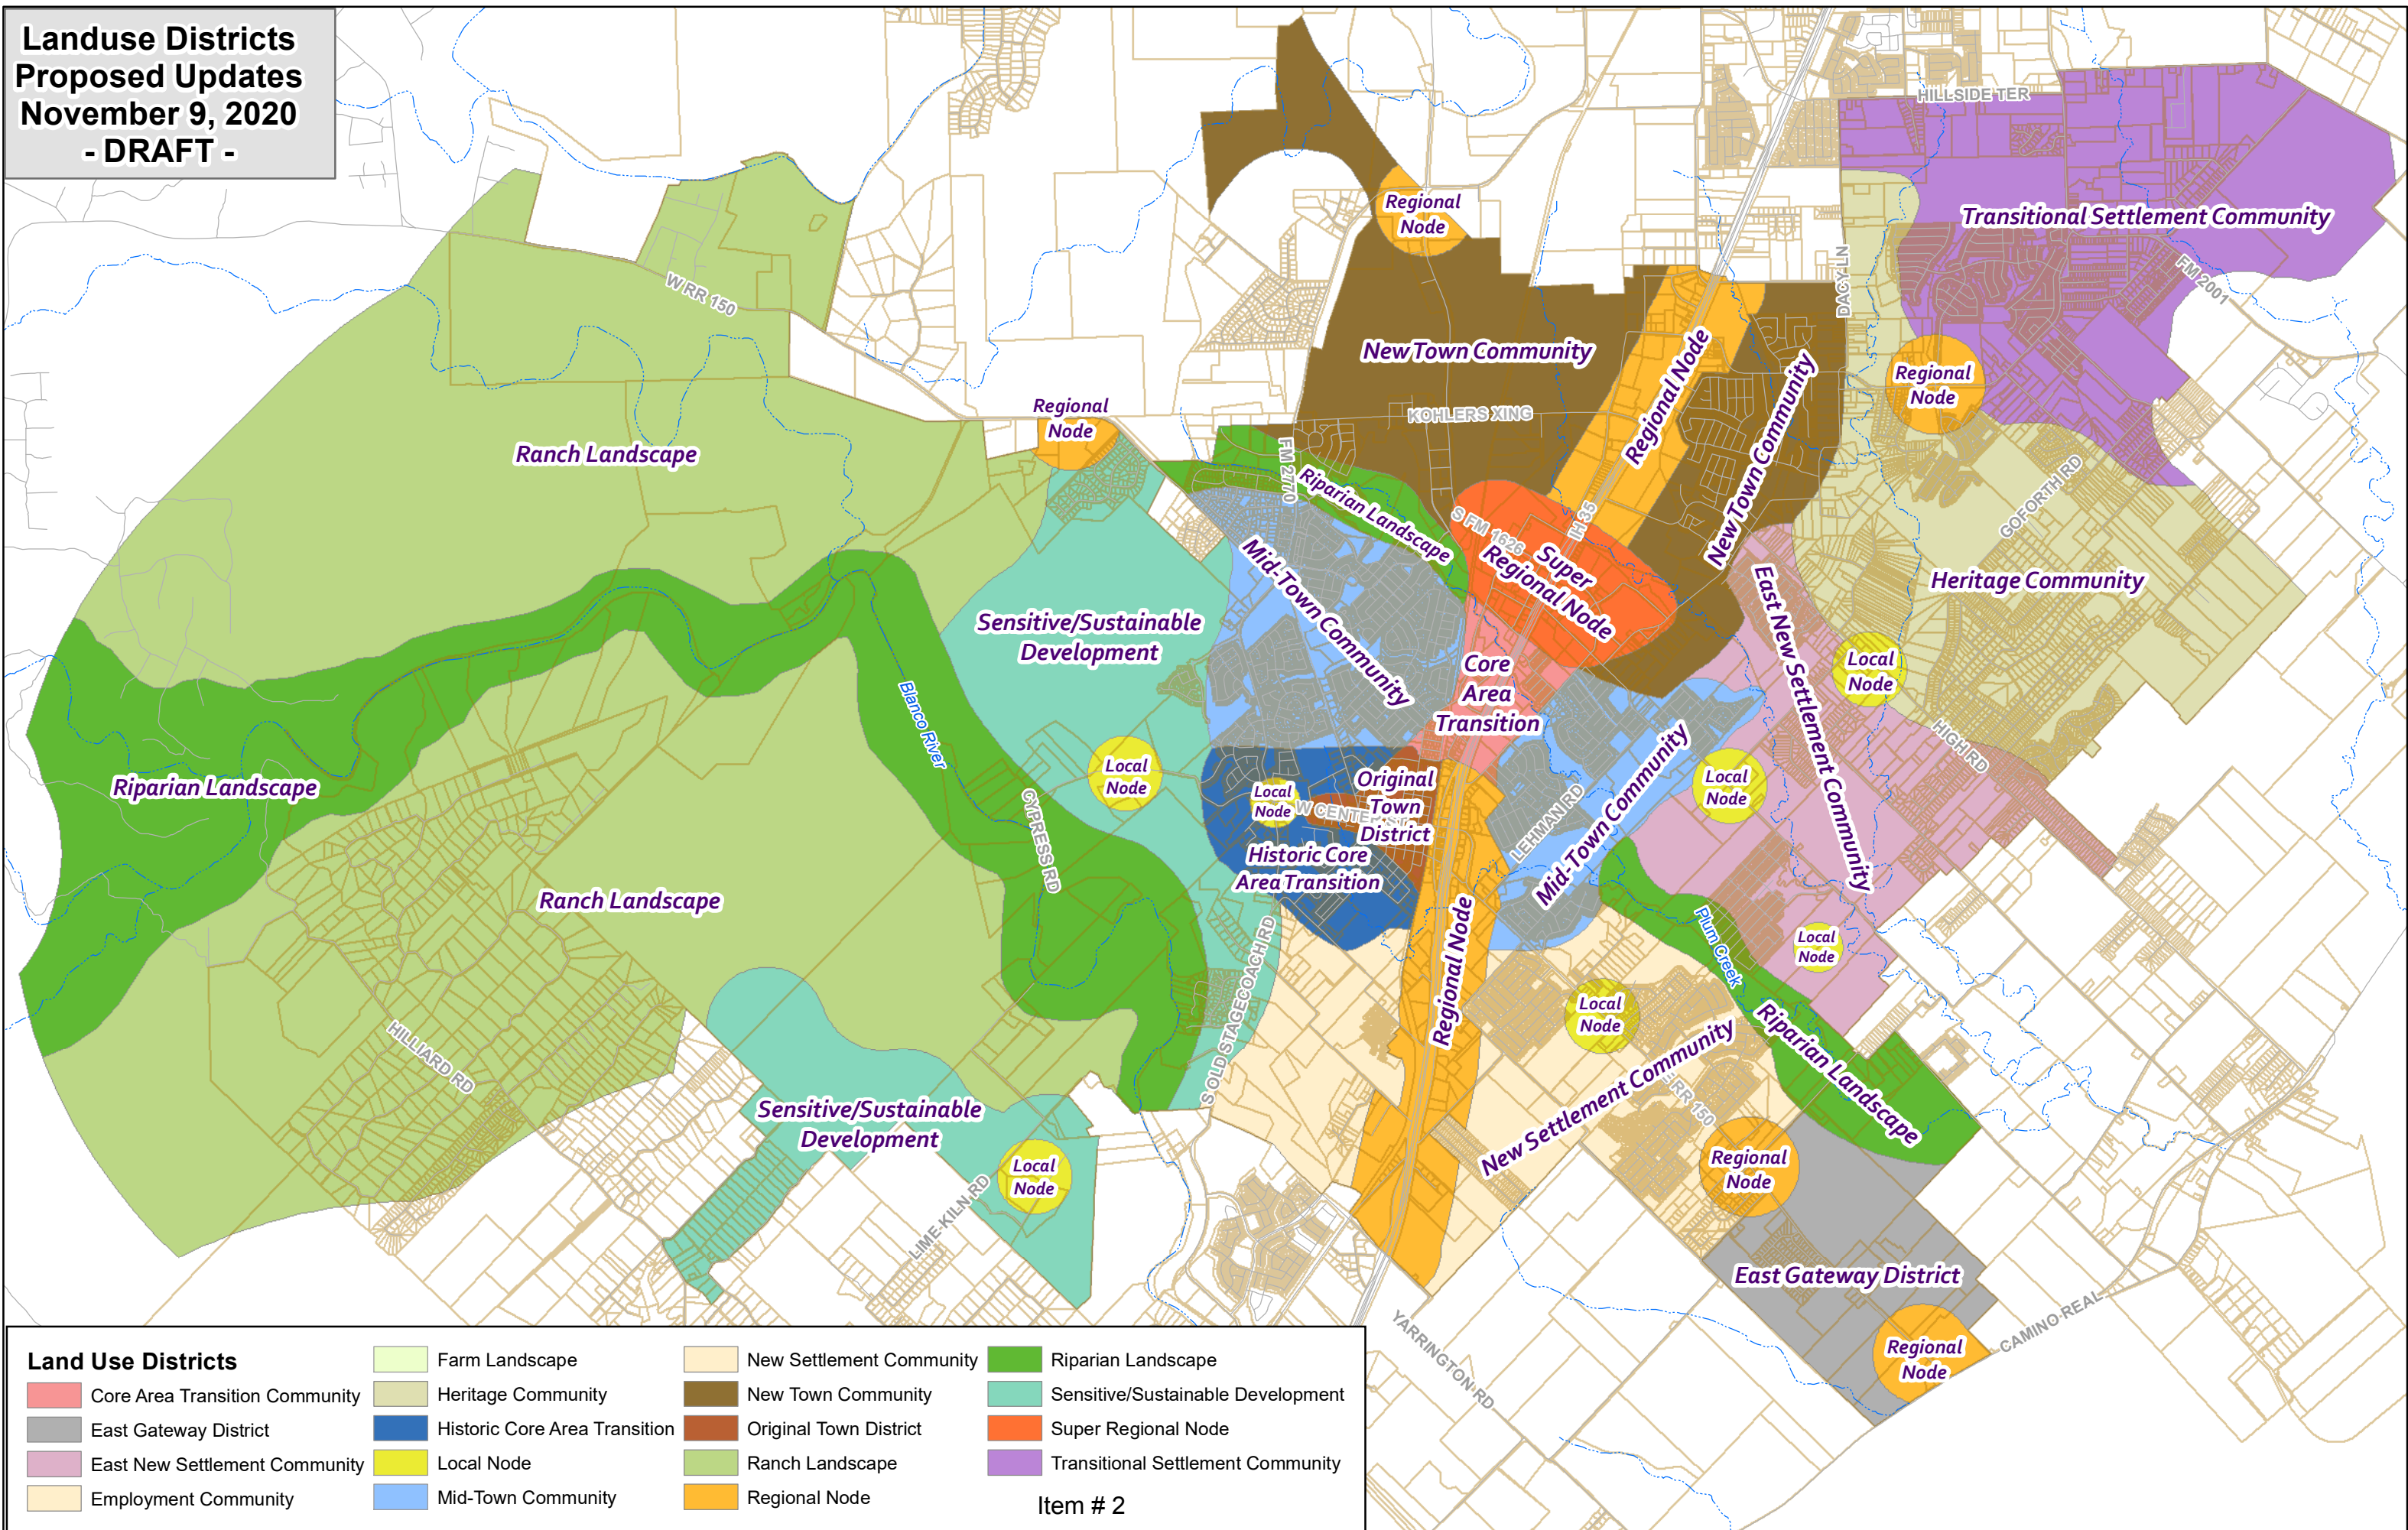 Landuse Districts
Proposed Updates
November 9, 2020
- DRAFT -
HILLSIDE TER
Regional
Node
Transitional Settlement Community
DACY LN
FM 2001
W RR 150
New Town Community
Regional Node
New Town Community
Regional
Node
Regional
Node
KOHLERS XING
Ranch Landscape
FM 2770
Riparian Landscape
S FM 1626
IH 35
GOFORTH RD
Super
Regional Node
Mid-Town Community
Heritage Community
East New Settlement Community
Sensitive/Sustainable
Development
Core
Area
Transition
Local
Node
Blanco River
HIGH RD
Riparian Landscape
Local
Node
Local
Node
W CENTER ST
Original
Town
District
Local
Node
Mid-Town Community
LEHMAN RD
CYPRESS RD
Historic Core
Area Transition
Ranch Landscape
Regional Node
Plum Creek
Local
Node
Local
Node
S OLD STAGECOACH RD
HILLIARD RD
New Settlement Community
E RR 150
Riparian Landscape
Sensitive/Sustainable
Development
Local
Node
Regional
Node
LIME KILN RD
East Gateway District
YARRINGTON RD
CAMINO REAL
Regional
Node
Land Use Districts
Core Area Transition Community
East Gateway District
East New Settlement Community
Employment Community
Farm Landscape
Heritage Community
Historic Core Area Transition
Local Node
Mid-Town Community
New Settlement Community
New Town Community
Original Town District
Ranch Landscape
Regional Node
Riparian Landscape
Sensitive/Sustainable Development
Super Regional Node
Transitional Settlement Community
Item # 2